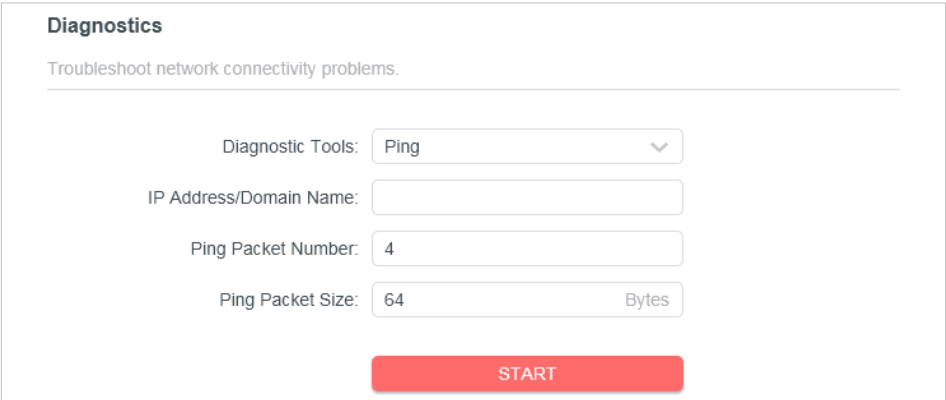 Diagnostics
Troubleshoot network connectivity problems.
Diagnostic Tools: Ping
IP Address/Domain Name:
Ping Packet Number: 4
Ping Packet Size: 64 Bytes
START